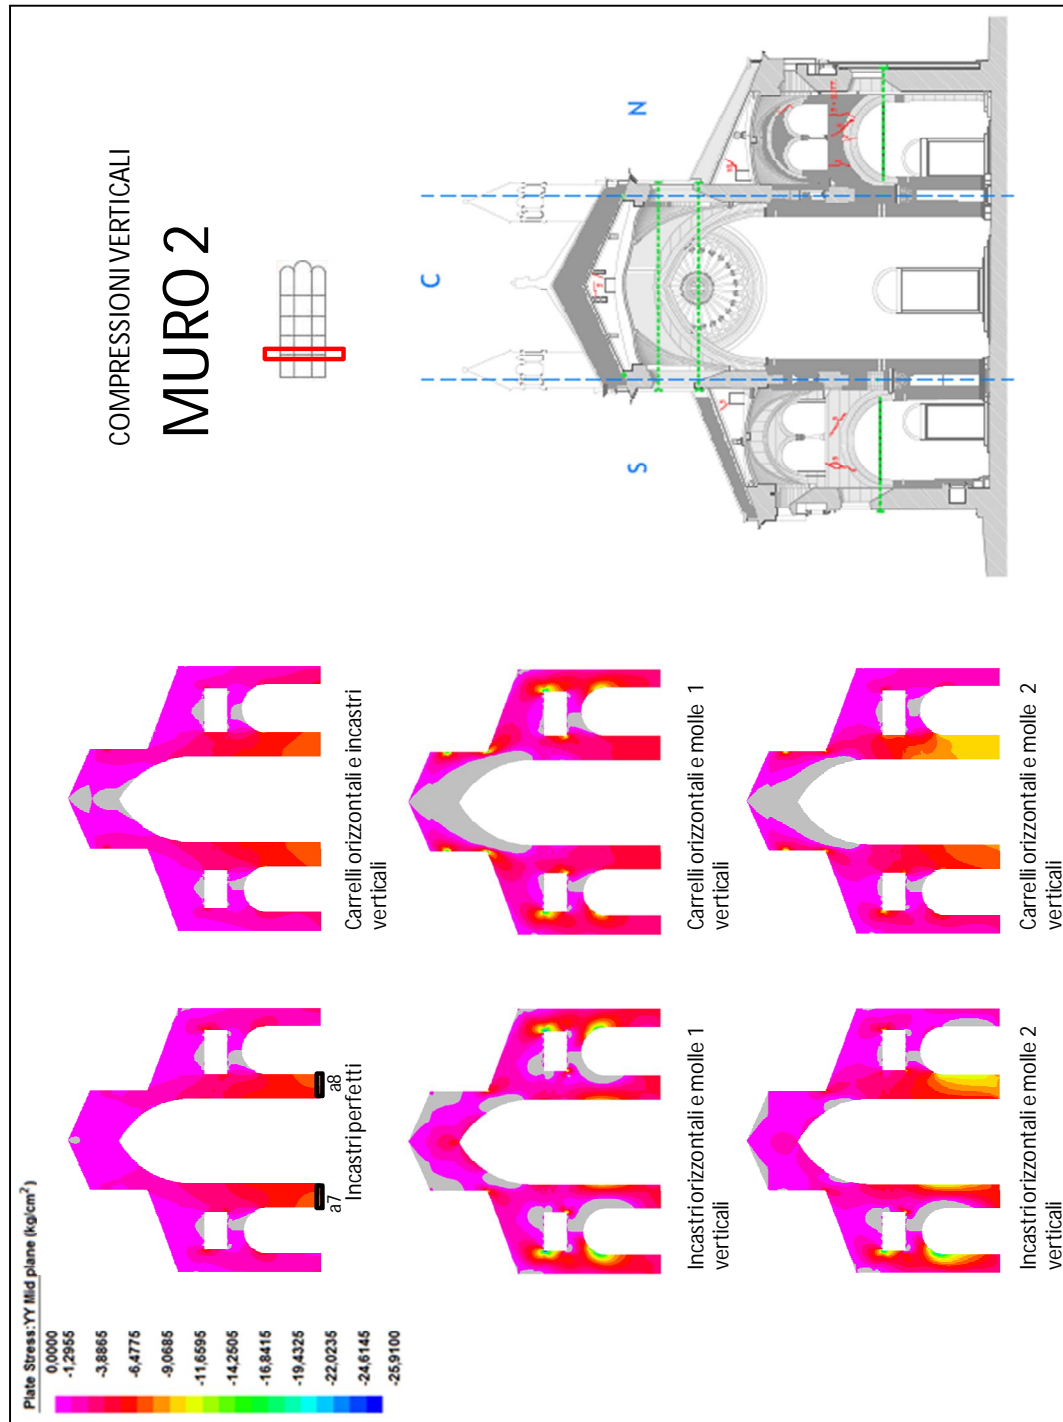 COMPRESSIONI VERTICALI
MURO 2
S
C
N
Plate Stress:YY Mid plane (kg/cm²)
0,0000
-1,2955
-3,8865
-6,4775
-9,0685
-11,6595
-14,2505
-16,8415
-19,4325
-22,0235
-24,6145
-25,9100
a7
a8
Incastri perfetti
Carrelli orizzontali e incastri
verticali
Incastri orizzontali e molle 1
verticali
Carrelli orizzontali e molle 1
verticali
Incastri orizzontali e molle 2
verticali
Carrelli orizzontali e molle 2
verticali